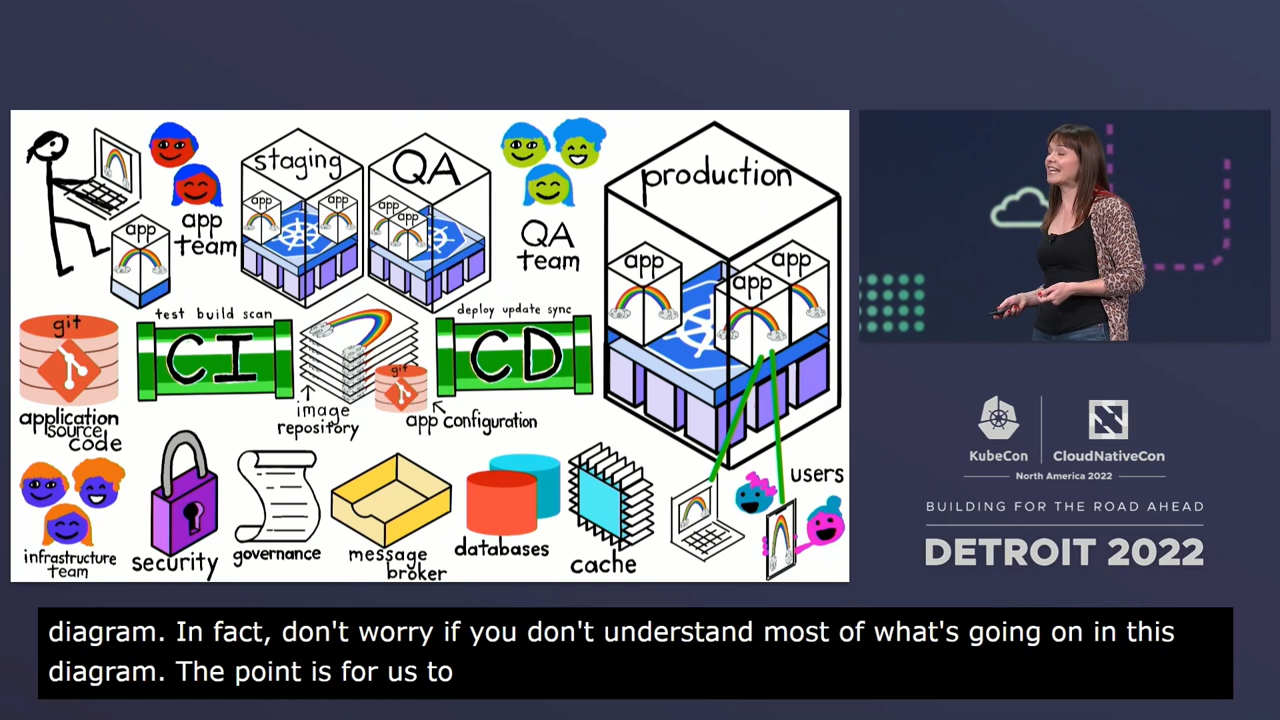 staging
QA
production
app
app
app
app
app
app
team
QA
team
app
app
app
app
test build scan
CI
deploy update sync
CD
git
git
application
source
code
image
repository
app configuration
users
infrastructure
team
security
governance
message
broker
databases
cache
KubeCon
CloudNativeCon
North America 2022
BUILDING FOR THE ROAD AHEAD
DETROIT 2022
diagram. In fact, don't worry if you don't understand most of what's going on in this
diagram. The point is for us to